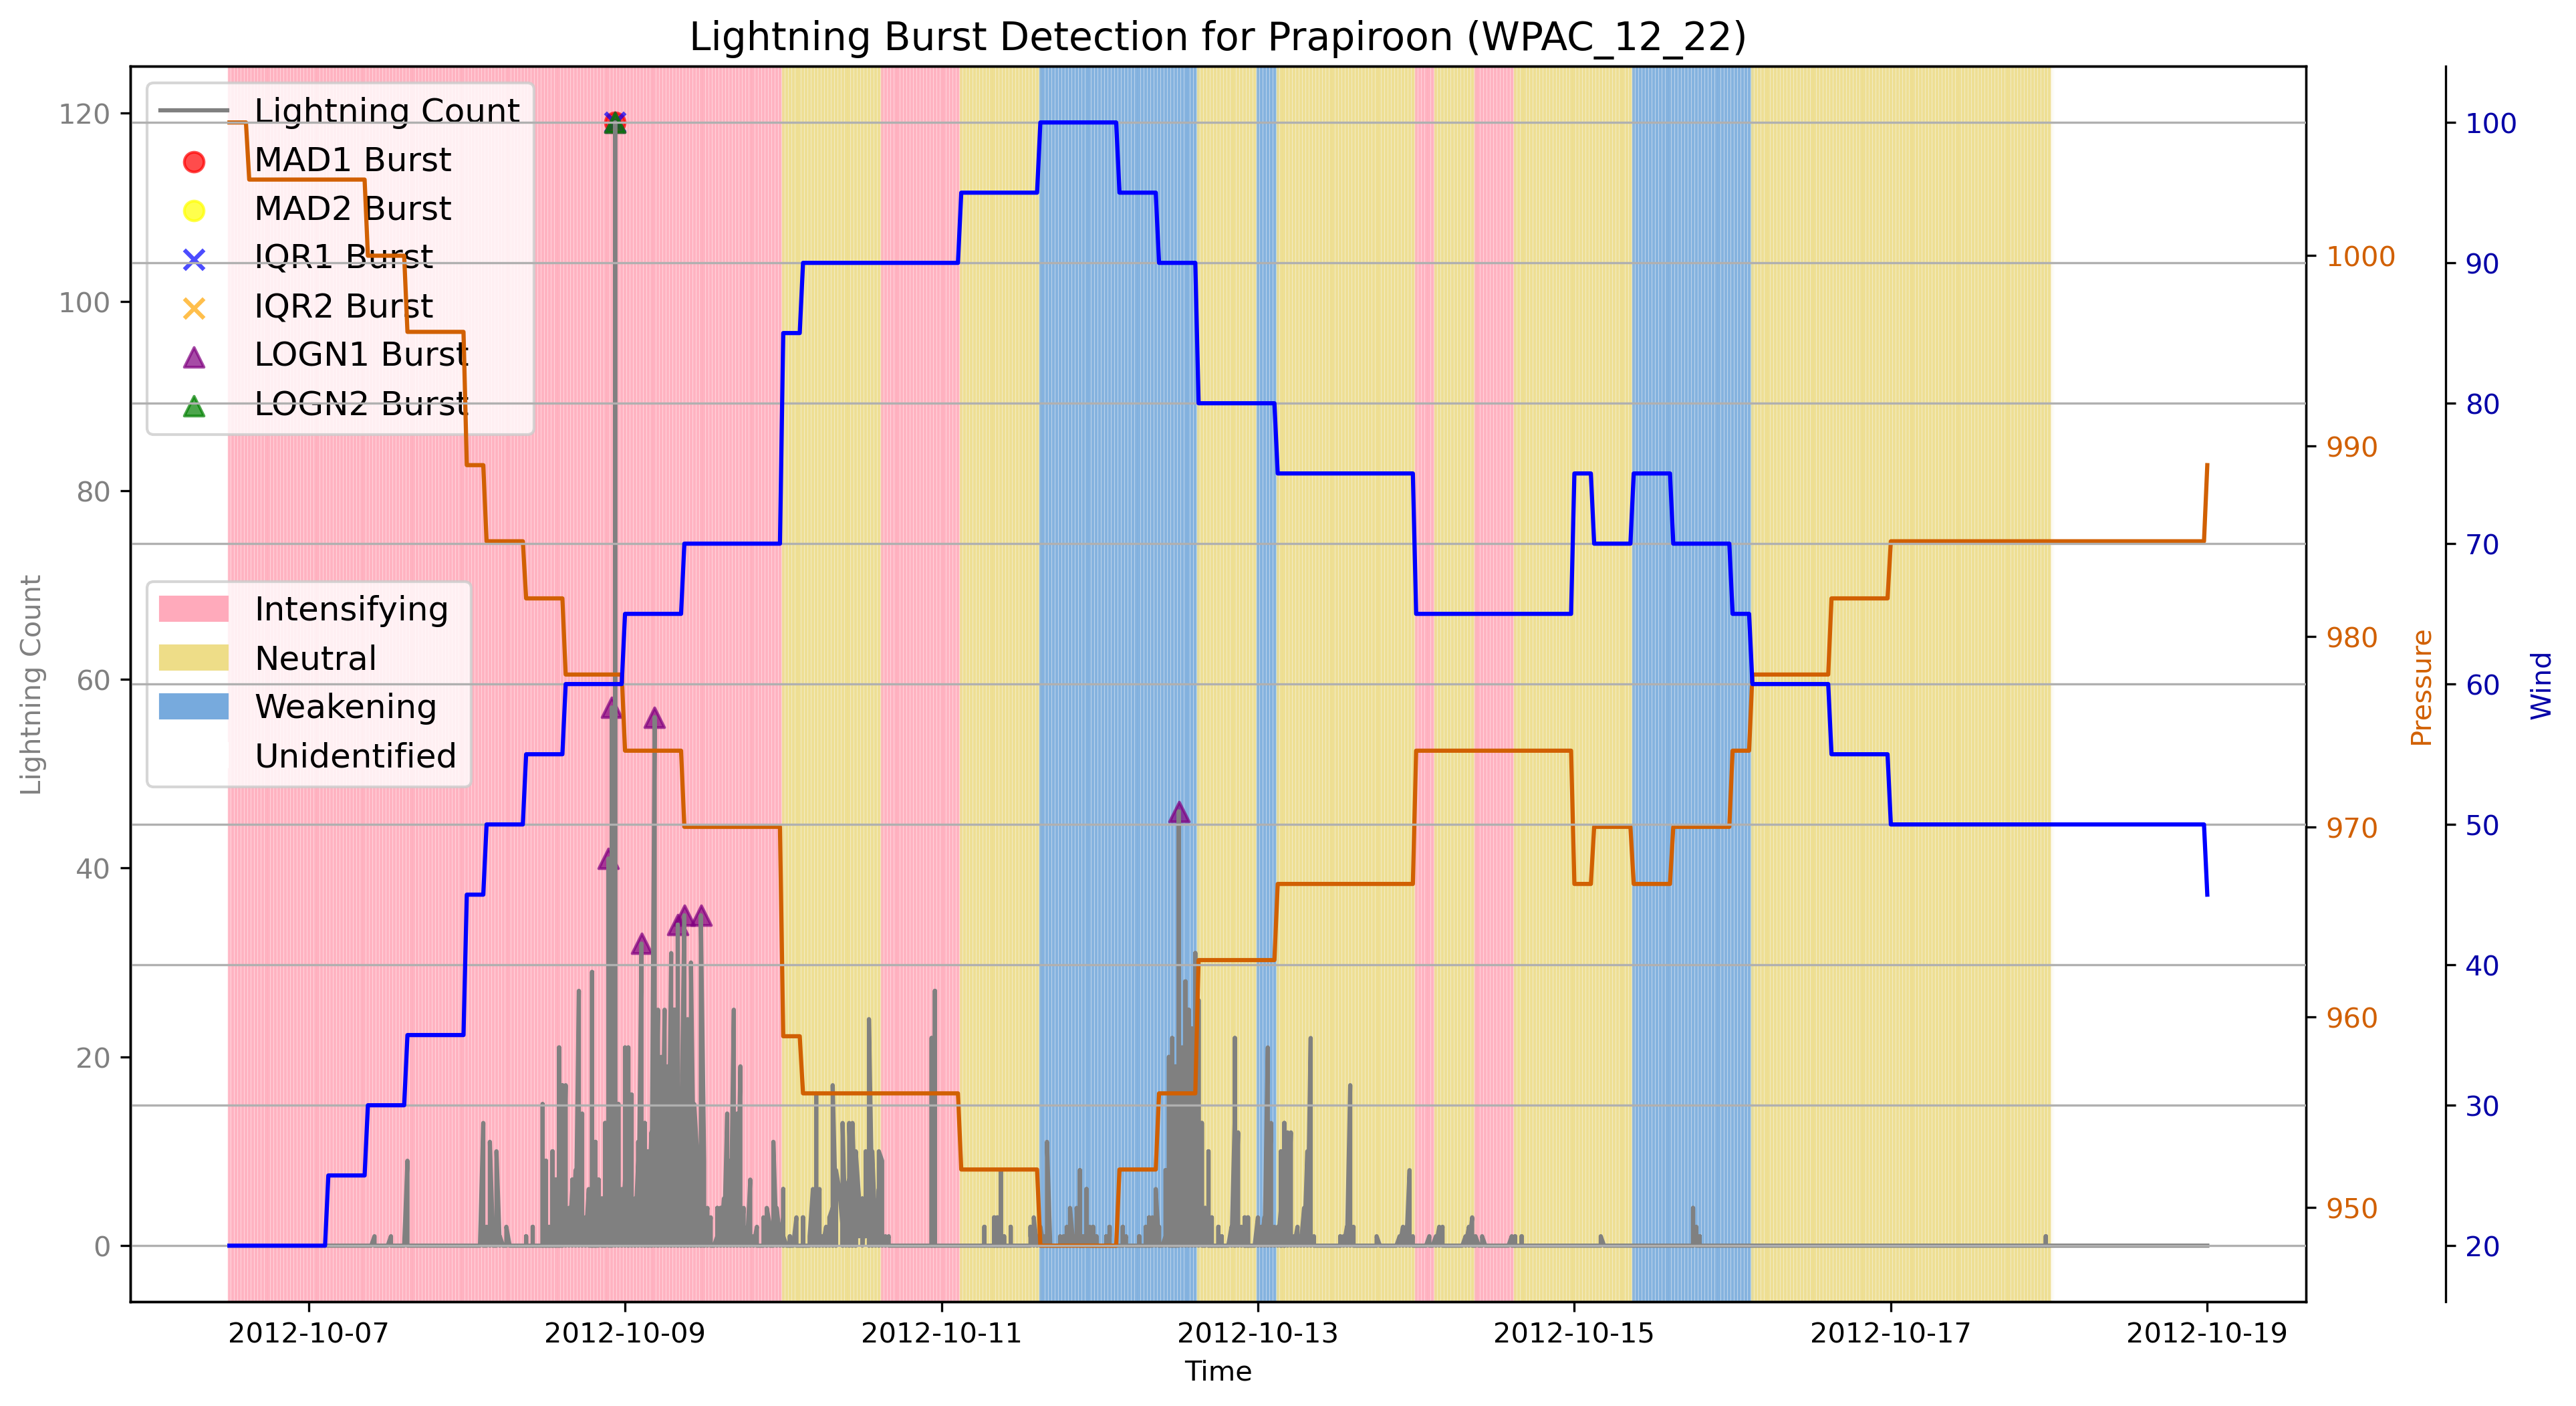 Lightning Burst Detection for Prapiroon (WPAC_12_22)
Lightning Count
MAD1 Burst
MAD2 Burst
IQR1 Burst
IQR2 Burst
LOGN1 Burst
LOGN2 Burst
Intensifying
Neutral
Weakening
Unidentified
Lightning Count
120
100
80
60
40
20
0
1000
990
980
970
960
950
Pressure
100
90
80
70
60
50
40
30
20
Wind
2012-10-07
2012-10-09
2012-10-11
2012-10-13
2012-10-15
2012-10-17
2012-10-19
Time